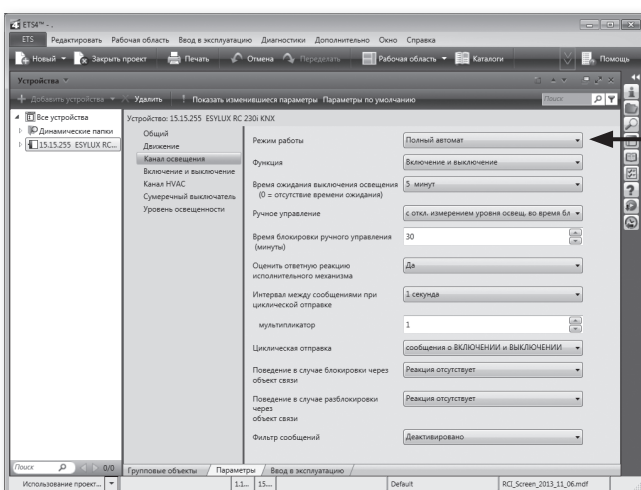 ETS4™ - .
ETS Редактировать Рабочая область Ввод в эксплуатацию Диагностики Дополнительно Окно Справка
Новый Закрыть проект Печать Отмена Переделать Рабочая область Каталоги Помощь
Устройства
Добавить устройства Удалить Показать изменившиеся параметры Параметры по умолчанию Поиск
Все устройства
Динамические папки
15.15.255 ESYLUX RC...
Устройство: 15.15.255 ESYLUX RC 230i KNX
Общий
Движение
Канал освещения
Включение и выключение
Канал HVAC
Сумеречный выключатель
Уровень освещенности
Режим работы Полный автомат
Функция Включение и выключение
Время ожидания выключения освещения 5 минут
(0 = отсутствие времени ожидания)
Ручное управление с откл. измерением уровня освещ. во время бл
Время блокировки ручного управления 30
(минуты)
Оценить ответную реакцию Да
исполнительного механизма
Интервал между сообщениями при 1 секунда
циклической отправке
мультипликатор 1
Циклическая отправка сообщения о ВКЛЮЧЕНИИ и ВЫКЛЮЧЕНИИ
Поведение в случае блокировки через Реакция отсутствует
объект связи
Поведение в случае разблокировки Реакция отсутствует
через
объект связи
Фильтр сообщений Деактивировано
Поиск 0/0
Групповые объекты Параметры Ввод в эксплуатацию
Использование проект... 1.1... 15... Default RCI_Screen_2013_11_06.mdf